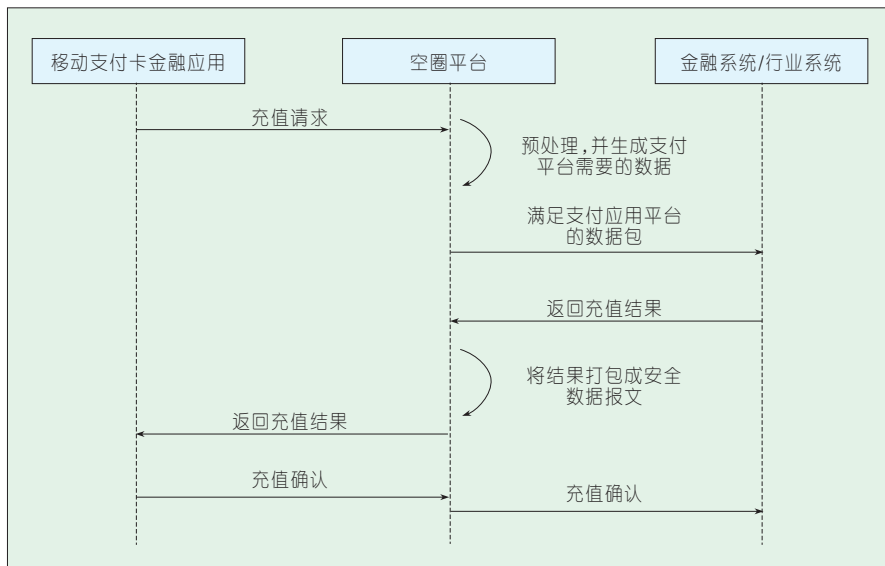 移动支付卡金融应用
空圈平台
金融系统/行业系统
充值请求
预处理,并生成支付
平台需要的数据
满足支付应用平台
的数据包
返回充值结果
将结果打包成安全
数据报文
返回充值结果
充值确认
充值确认